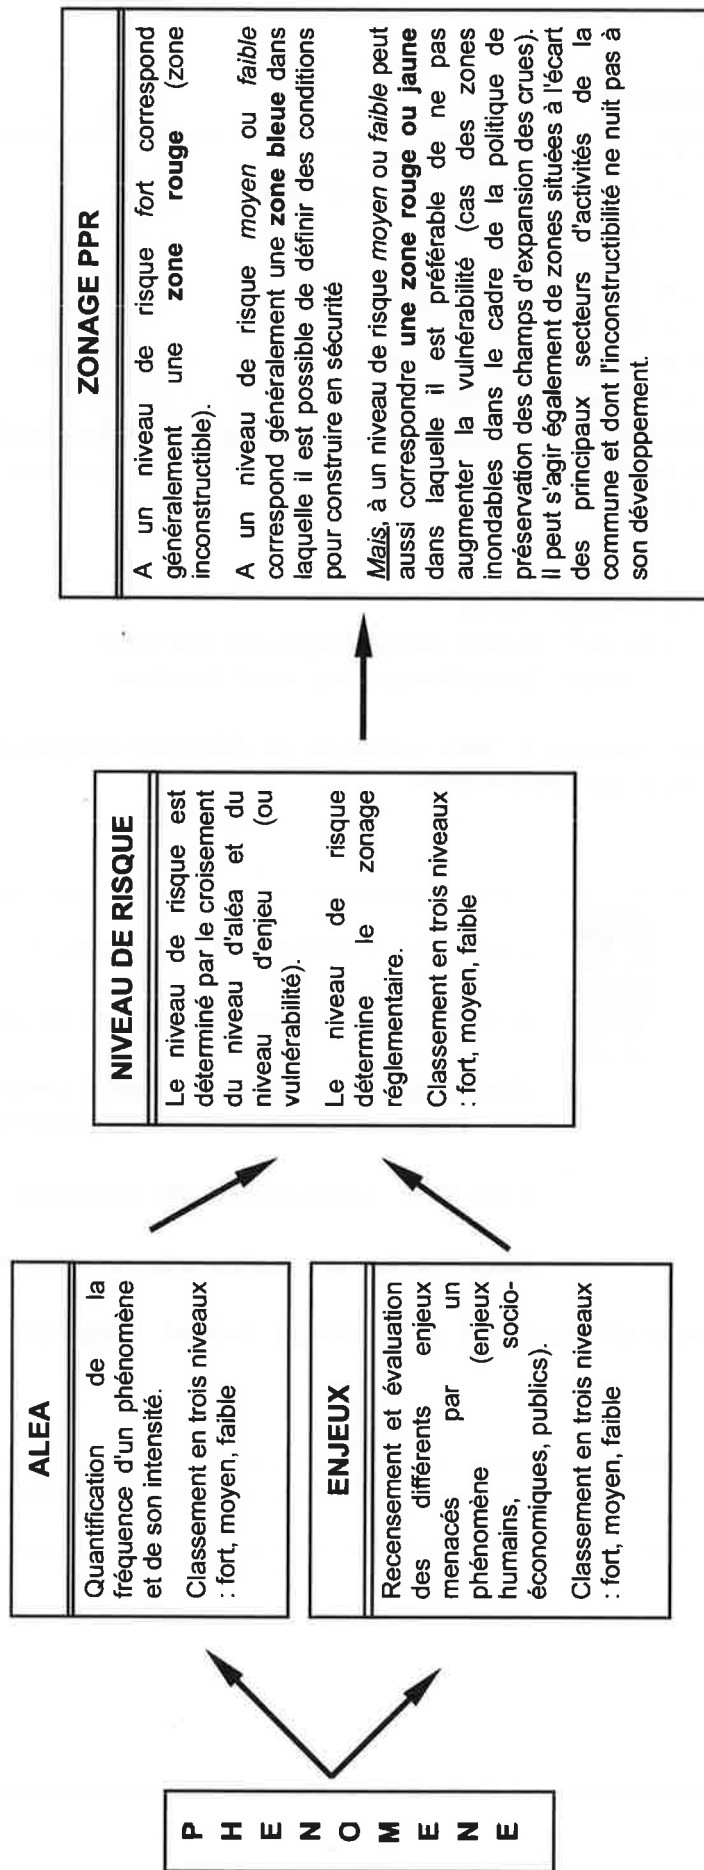 PHENOMENE
ALEA
Quantification de la
fréquence d'un phénomène
et de son intensité.
Classement en trois niveaux
: fort, moyen, faible
ENJEUX
Recensement et évaluation
des différents enjeux
menacés par un
phénomène (enjeux
humains, socio-
économiques, publics).
Classement en trois niveaux
: fort, moyen, faible
NIVEAU DE RISQUE
Le niveau de risque est
déterminé par le croisement
du niveau d'aléa et du
niveau d'enjeu (ou
vulnérabilité).
Le niveau de risque
détermine le zonage
réglementaire.
Classement en trois niveaux
: fort, moyen, faible
ZONAGE PPR
A un niveau de risque fort correspond
généralement une zone rouge (zone
inconstructible).
A un niveau de risque moyen ou faible
correspond généralement une zone bleue dans
laquelle il est possible de définir des conditions
pour construire en sécurité
Mais, à un niveau de risque moyen ou faible peut
aussi correspondre une zone rouge ou jaune
dans laquelle il est préférable de ne pas
augmenter la vulnérabilité (cas des zones
inondables dans le cadre de la politique de
préservation des champs d'expansion des crues).
Il peut s'agir également de zones situées à l'écart
des principaux secteurs d'activités de la
commune et dont l'inconstructibilité ne nuit pas à
son développement.